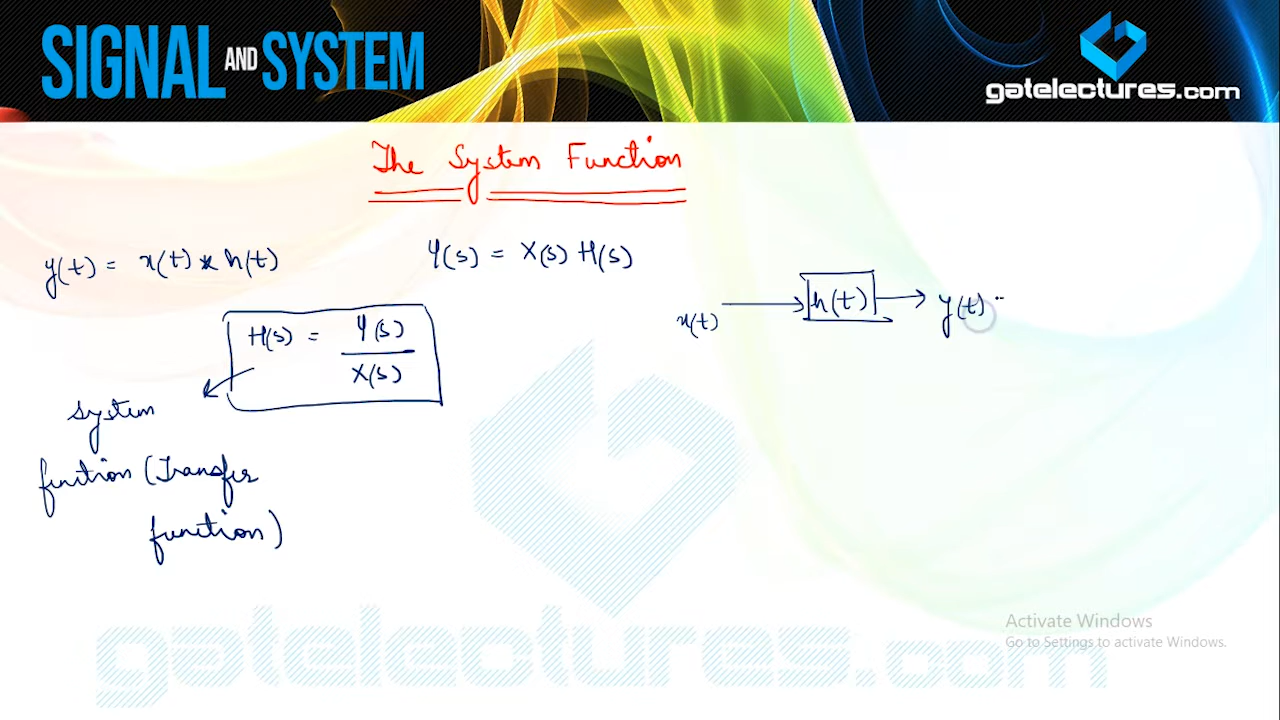 SIGNAL AND SYSTEM
gatelectures.com
The System Function
y(t) = x(t) * h(t)
Y(s) = X(s) H(s)
x(t) → h(t) → y(t)
H(s) = Y(s) / X(s)
System
function (Transfer
function)
gatelectures.com
Activate Windows
Go to Settings to activate Windows.